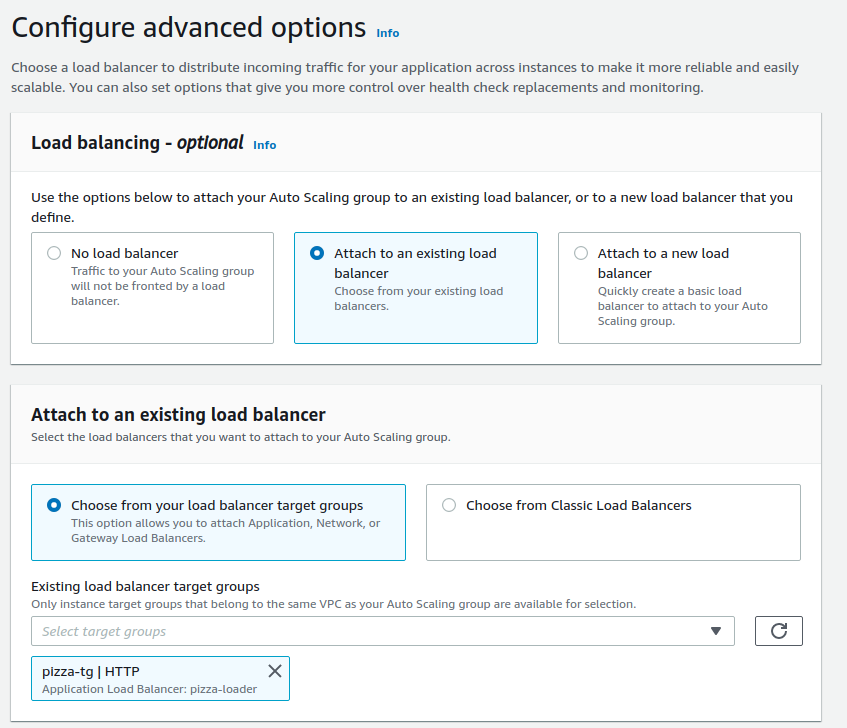 Configure advanced options Info
Choose a load balancer to distribute incoming traffic for your application across instances to make it more reliable and easily
scalable. You can also set options that give you more control over health check replacements and monitoring.
Load balancing - optional Info
Use the options below to attach your Auto Scaling group to an existing load balancer, or to a new load balancer that you
define.
No load balancer
Traffic to your Auto Scaling group
will not be fronted by a load
balancer.
Attach to an existing load
balancer
Choose from your existing load
balancers.
Attach to a new load
balancer
Quickly create a basic load
balancer to attach to your Auto
Scaling group.
Attach to an existing load balancer
Select the load balancers that you want to attach to your Auto Scaling group.
Choose from your load balancer target groups
This option allows you to attach Application, Network, or
Gateway Load Balancers.
Choose from Classic Load Balancers
Existing load balancer target groups
Only instance target groups that belong to the same VPC as your Auto Scaling group are available for selection.
Select target groups
pizza-tg | HTTP
Application Load Balancer: pizza-loader